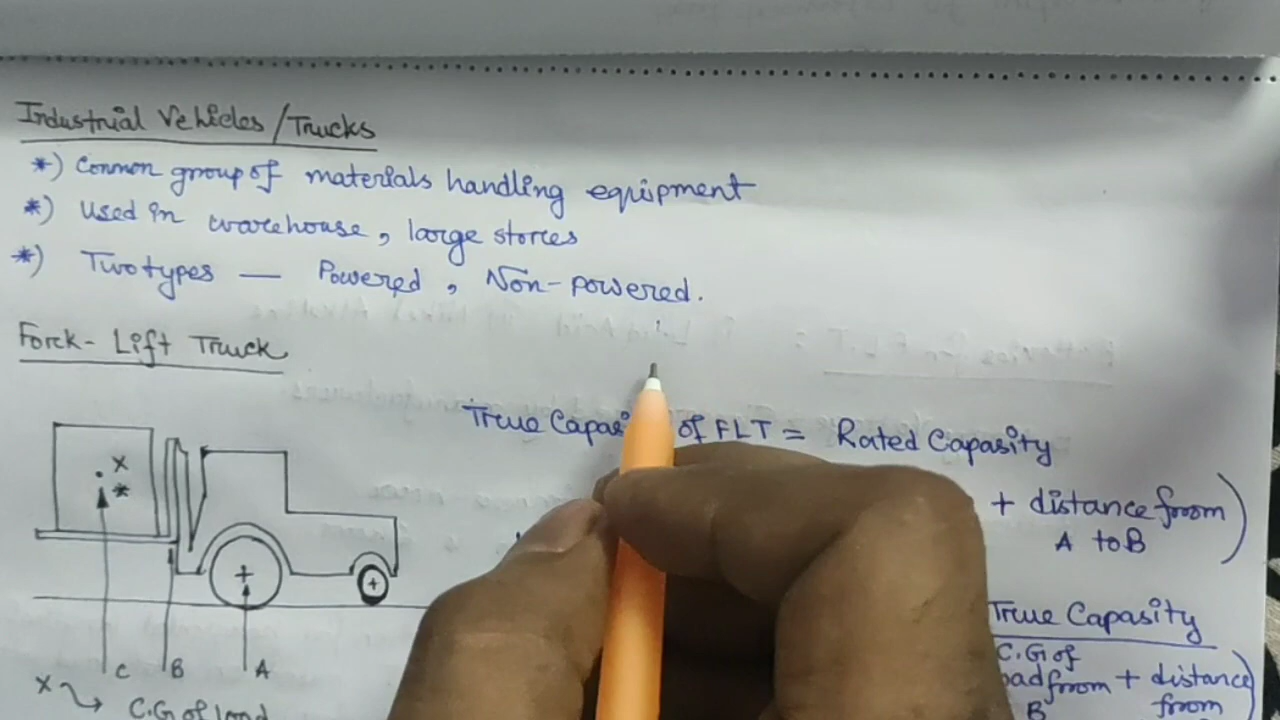 Industrial Vehicles/Trucks
*) Common group of materials handling equipment
*) Used in warehouse, large stores
*) Two types — Powered, Non-powered.
Fork-Lift Truck
True Capasity of FLT = Rated Capasity
+ distance from
A to B )
x
*
+
+
C B A
True Capasity
C.G of
load from + distance
B from
x → C.G of load